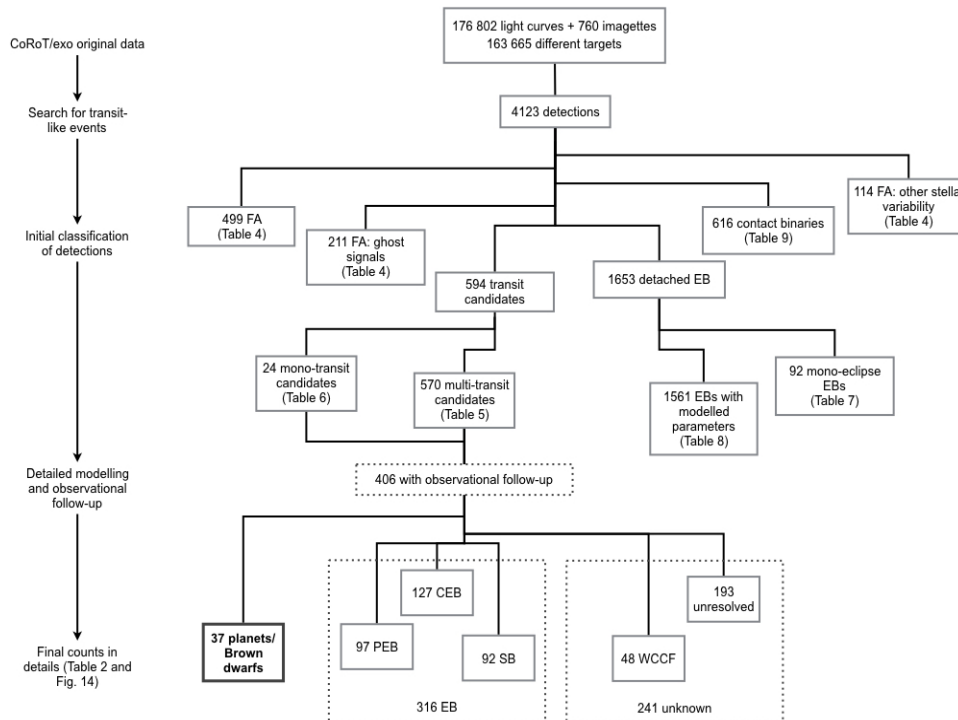 176 802 light curves + 760 imagettes
163 665 different targets
CoRoT/exo original data
4123 detections
Search for transit-
like events
499 FA
(Table 4)
211 FA: ghost
signals
(Table 4)
616 contact binaries
(Table 9)
114 FA: other stella
variability
(Table 4)
Initial classification
of detections
594 transit
candidates
1653 detached EB
24 mono-transit
candidates
(Table 6)
570 multi-transit
candidates
(Table 5)
1561 EBs with
modelled
parameters
(Table 8)
92 mono-eclipse
EBs
(Table 7)
Detailed modelling
and observational
follow-up
406 with observational follow-up
127 CEB
193
unresolved
37 planets/
Brown
dwarfs
97 PEB
92 SB
48 WCCF
Final counts in
details (Table 2 and
Fig. 14)
316 EB
241 unknown